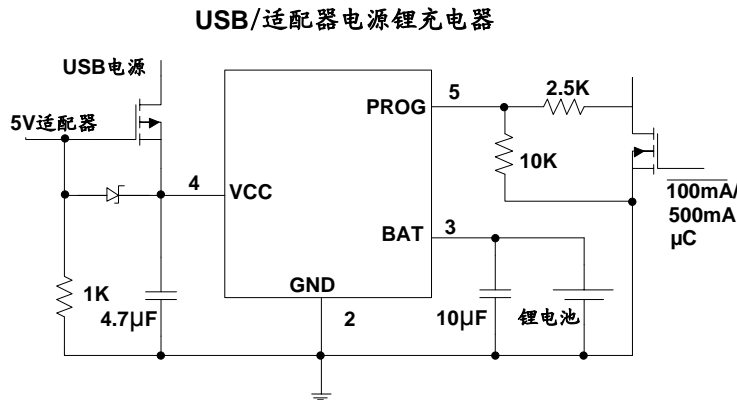 USB/适配器电源锂充电器
USB电源
5V适配器
4
VCC
PROG
5
2.5K
10K
100mA/
500mA
µC
BAT
3
GND
2
1K
4.7µF
10µF
锂电池